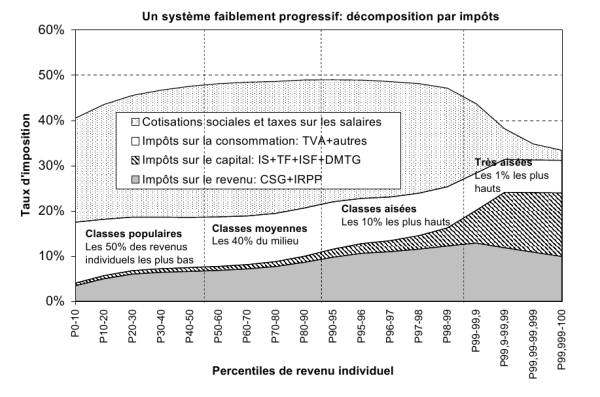 Un système faiblement progressif: décomposition par impôts
60%
50%
40%
30%
20%
10%
0%
Taux d'imposition
Cotisations sociales et taxes sur les salaires
Impôts sur la consommation: TVA+autres
Impôts sur le capital: IS+TF+ISF+DMTG
Impôts sur le revenu: CSG+IRPP
Classes populaires
Les 50% des revenus
individuels les plus bas
Classes moyennes
Les 40% du milieu
Classes aisées
Les 10% les plus hauts
Très aisées
Les 1% les plus
hauts
P0-10
P10-20
P20-30
P30-40
P40-50
P50-60
P60-70
P70-80
P80-90
P90-95
P95-96
P96-97
P97-98
P98-99
P99-99,9
P99,9-99,99
P99,99-99,999
P99,999-100
Percentiles de revenu individuel